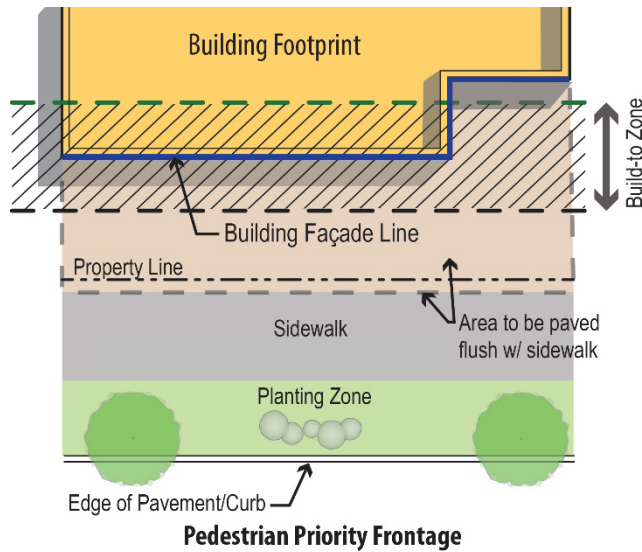 Building Footprint
Build-to Zone
Building Façade Line
Property Line
Sidewalk
Area to be paved
flush w/ sidewalk
Planting Zone
Edge of Pavement/Curb
Pedestrian Priority Frontage